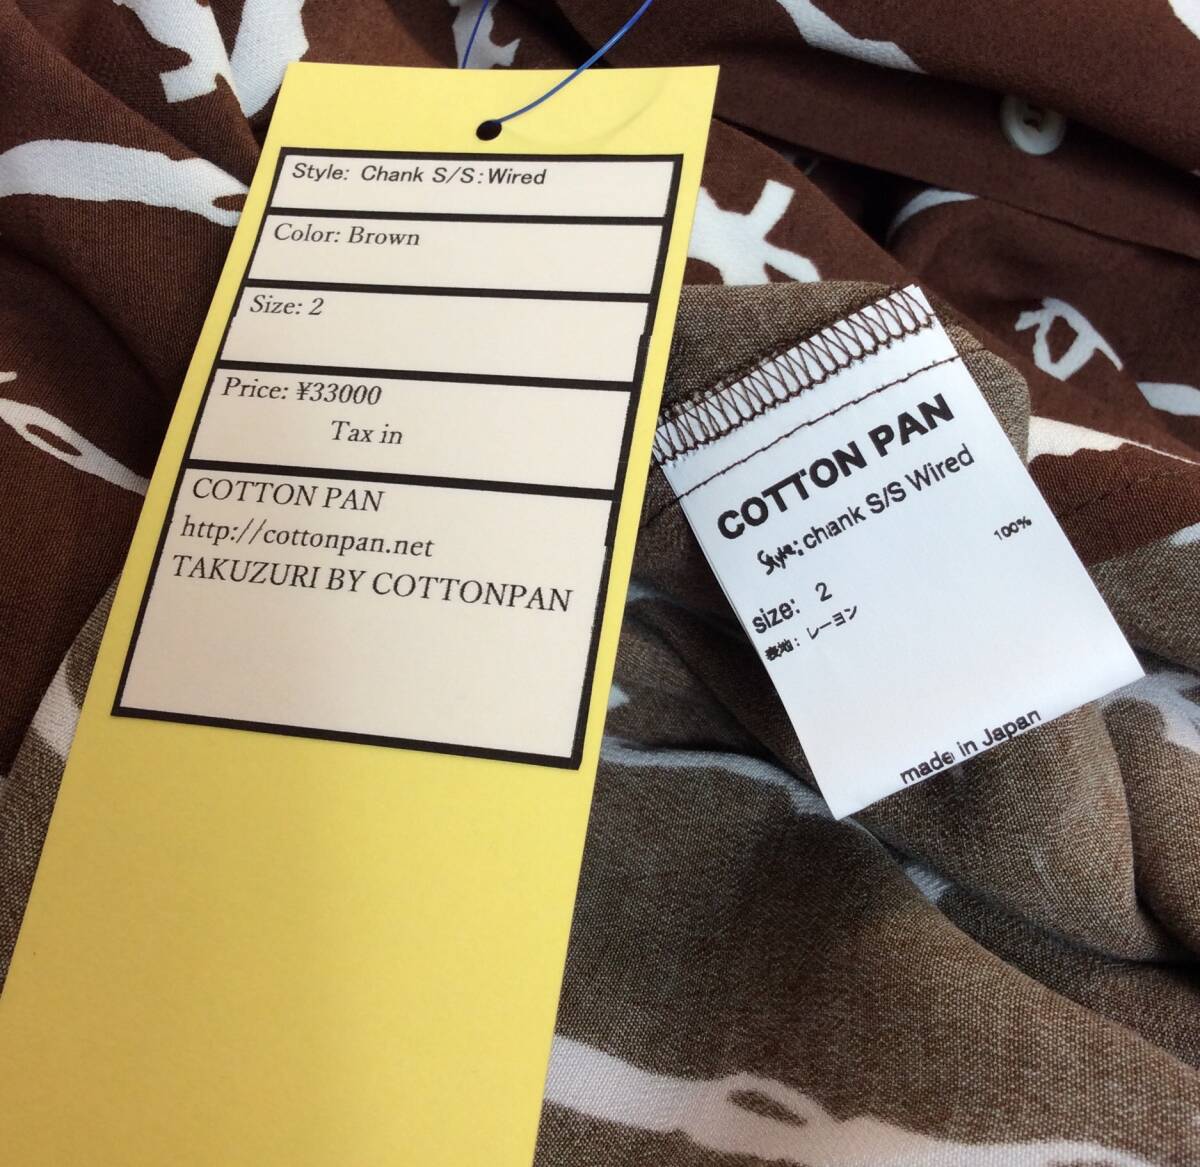 Style: Chank S/S:Wired
Color: Brown
Size: 2
Price: ¥33000
Tax in
COTTON PAN
http://cottonpan.net
TAKUZURI BY COTTONPAN
COTTON PAN
Style: chank S/S Wired
100%
size: 2
表地: レーヨン
made in Japan